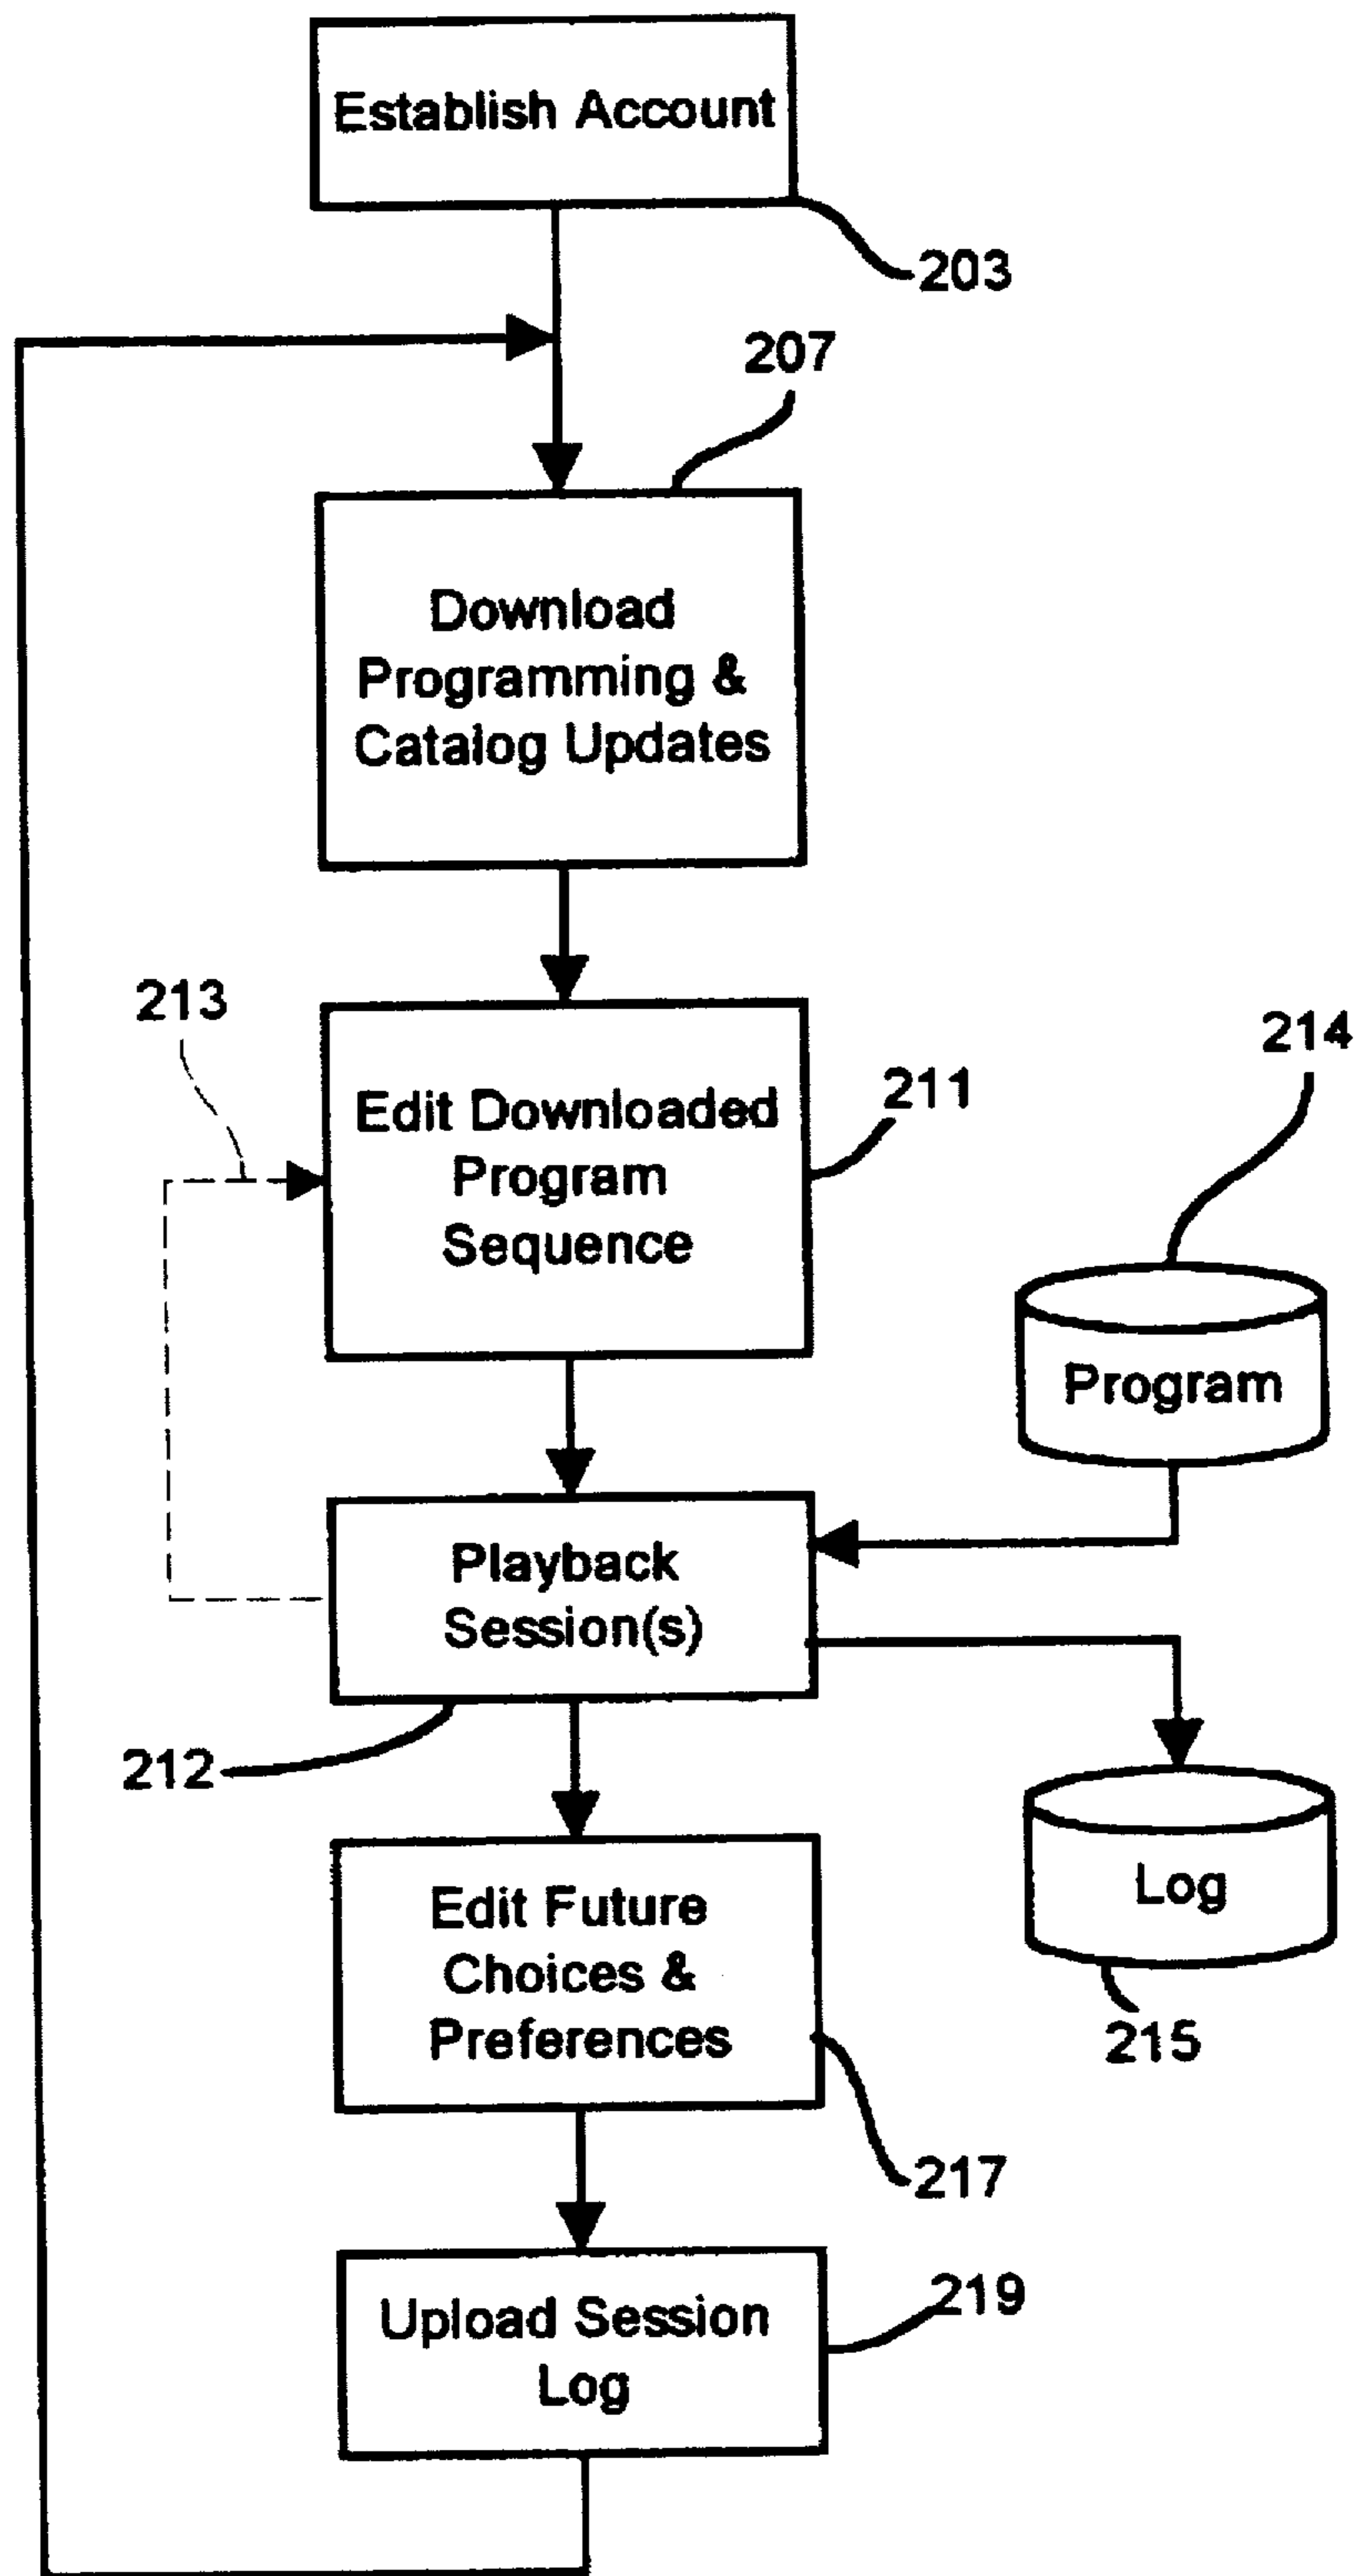 Establish Account
203
207
Download
Programming &
Catalog Updates
213
214
211
Edit Downloaded
Program
Sequence
Program
Playback
Session(s)
212
Log
Edit Future
Choices &
Preferences
215
217
219
Upload Session
Log